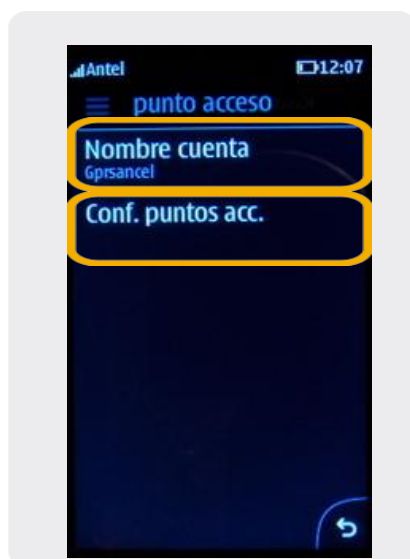 Antel 12:07
punto acceso
Nombre cuenta
Gprsancel
Conf. puntos acc.